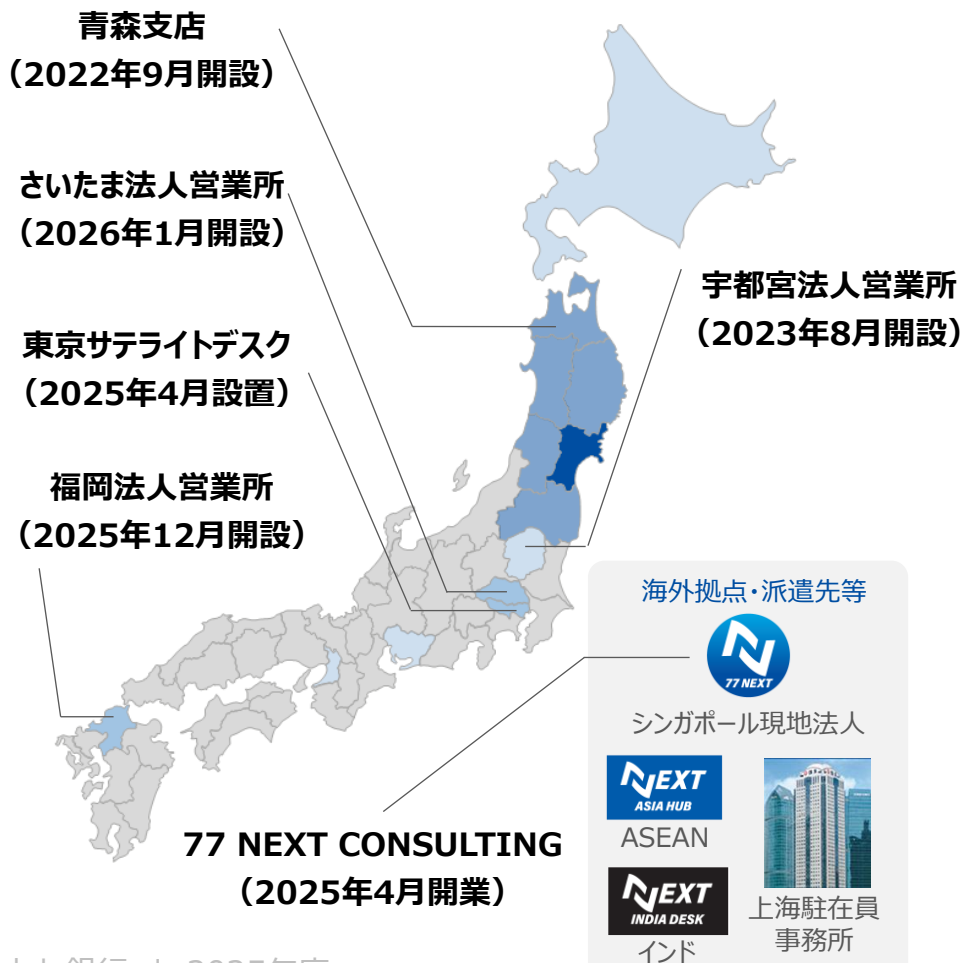 青森支店
（2022年9月開設）
さいたま法人営業所
（2026年1月開設）
宇都宮法人営業所
（2023年8月開設）
東京サテライトデスク
（2025年4月設置）
福岡法人営業所
（2025年12月開設）
海外拠点・派遣先等
77 NEXT
シンガポール現地法人
NEXT
ASIA HUB
ASEAN
77 NEXT CONSULTING
（2025年4月開業）
NEXT
INDIA DESK
インド
上海駐在員
事務所